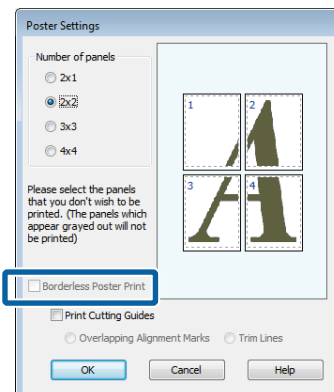 Poster Settings
Number of panels
2x1
2x2
3x3
4x4
1
2
3
4
Please select the panels
that you don't wish to be
printed. (The panels which
appear grayed out will not
be printed)
Borderless Poster Print
Print Cutting Guides
Overlapping Alignment Marks Trim Lines
OK Cancel Help